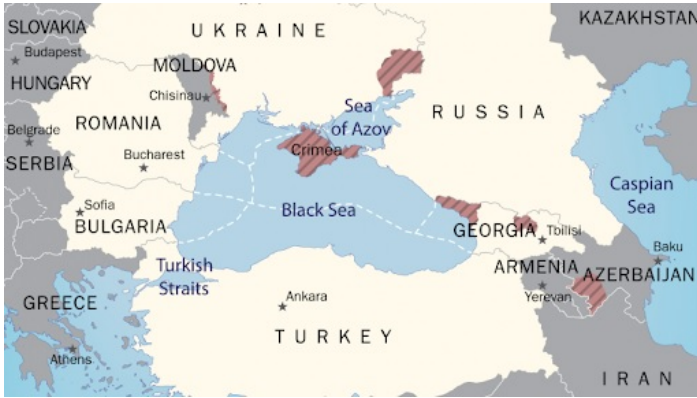 SLOVAKIA
UKRAINE
KAZAKHSTAN
Budapest
MOLDOVA
HUNGARY
Chisinau
Sea
of Azov
RUSSIA
ROMANIA
Belgrade
Crimea
SERBIA
Bucharest
Caspian
Sea
Sofia
Black Sea
BULGARIA
GEORGIA
Tbilisi
Turkish
Straits
ARMENIA
AZERBAIJAN
Baku
GREECE
Ankara
Yerevan
TURKEY
Athens
IRAN